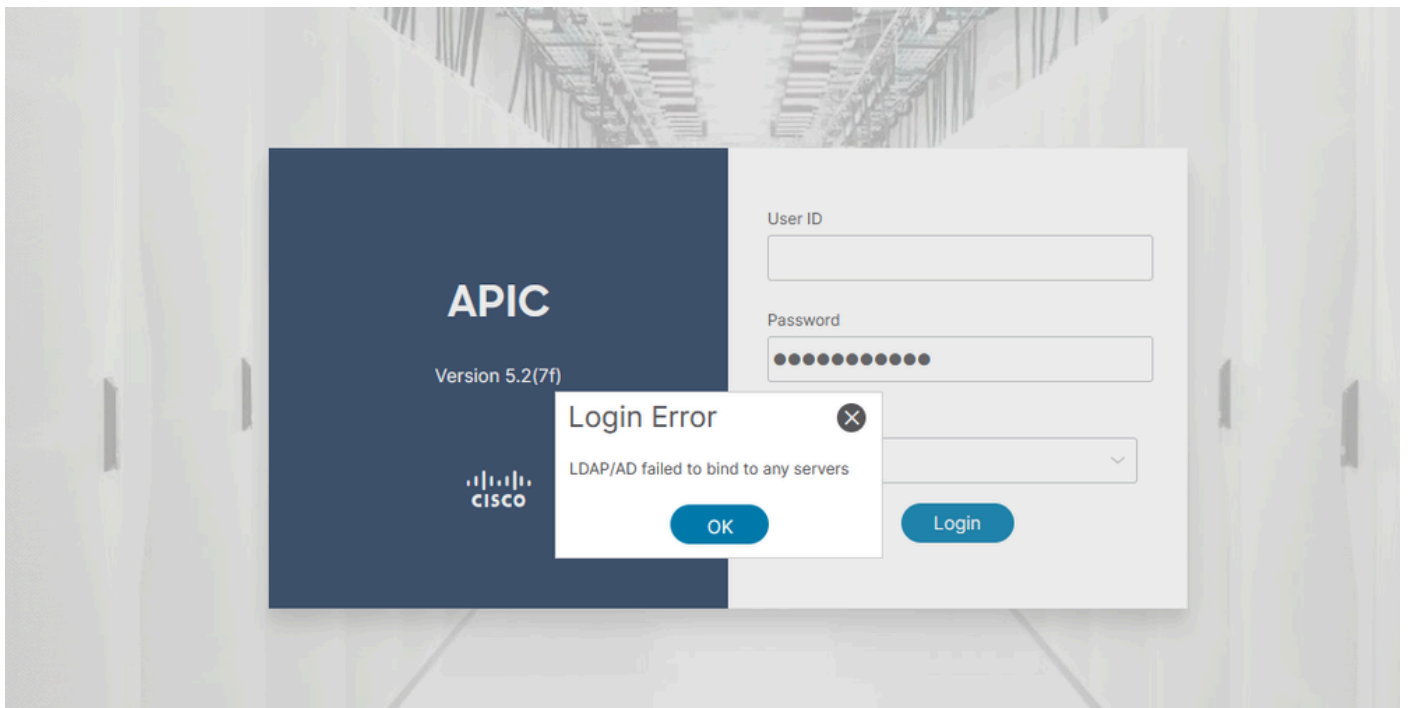 User ID
APIC
Password
●●●●●●●●●●●
Version 5.2(7f)
Login Error
LDAP/AD failed to bind to any servers
CISCO
OK
Login